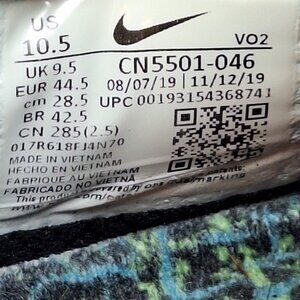 US
10.5
VO2
UK 9.5
CN5501-046
EUR 44.5
08/07/19 | 11/12/19
cm 28.5
UPC 00193154368741
BR 42.5
CN 285(2.5)
017R618FJ4N70
MADE IN VIETNAM
HECHO EN VIETNAM
FABRIQUE AU VIETNAM
FABRICADO NO VIETNÃ
This product